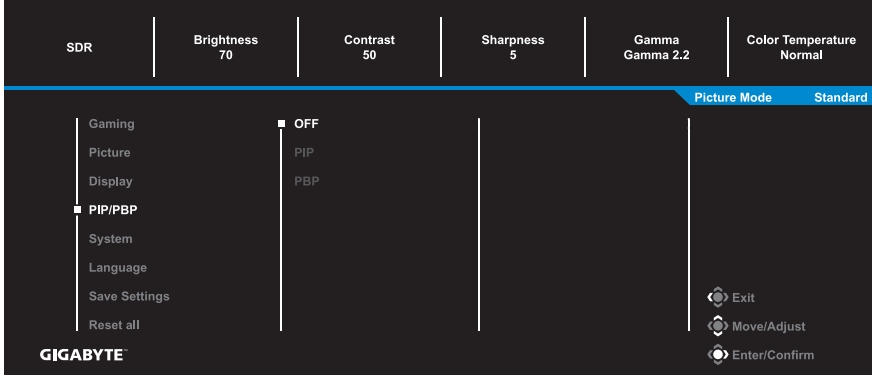 SDR
Brightness
70
Contrast
50
Sharpness
5
Gamma
Gamma 2.2
Color Temperature
Normal
Picture Mode Standard
Gaming
Picture
Display
PIP/PBP
System
Language
Save Settings
Reset all
OFF
PIP
PBP
Exit
Move/Adjust
Enter/Confirm
GIGABYTE™